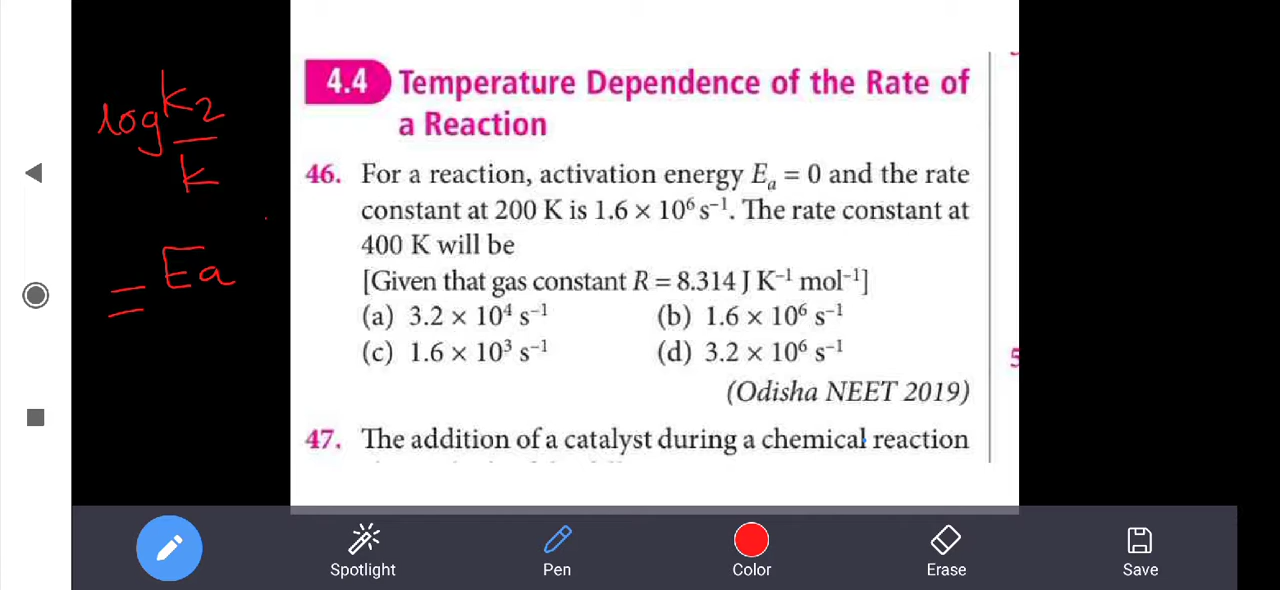 log k2
k
= Ea
4.4 Temperature Dependence of the Rate of
a Reaction
46. For a reaction, activation energy Eₐ = 0 and the rate
constant at 200 K is 1.6 × 10⁶ s⁻¹. The rate constant at
400 K will be
[Given that gas constant R = 8.314 J K⁻¹ mol⁻¹]
(a) 3.2 × 10⁴ s⁻¹ (b) 1.6 × 10⁶ s⁻¹
(c) 1.6 × 10³ s⁻¹ (d) 3.2 × 10⁶ s⁻¹
(Odisha NEET 2019)
47. The addition of a catalyst during a chemical reaction
5
Spotlight Pen Color Erase Save